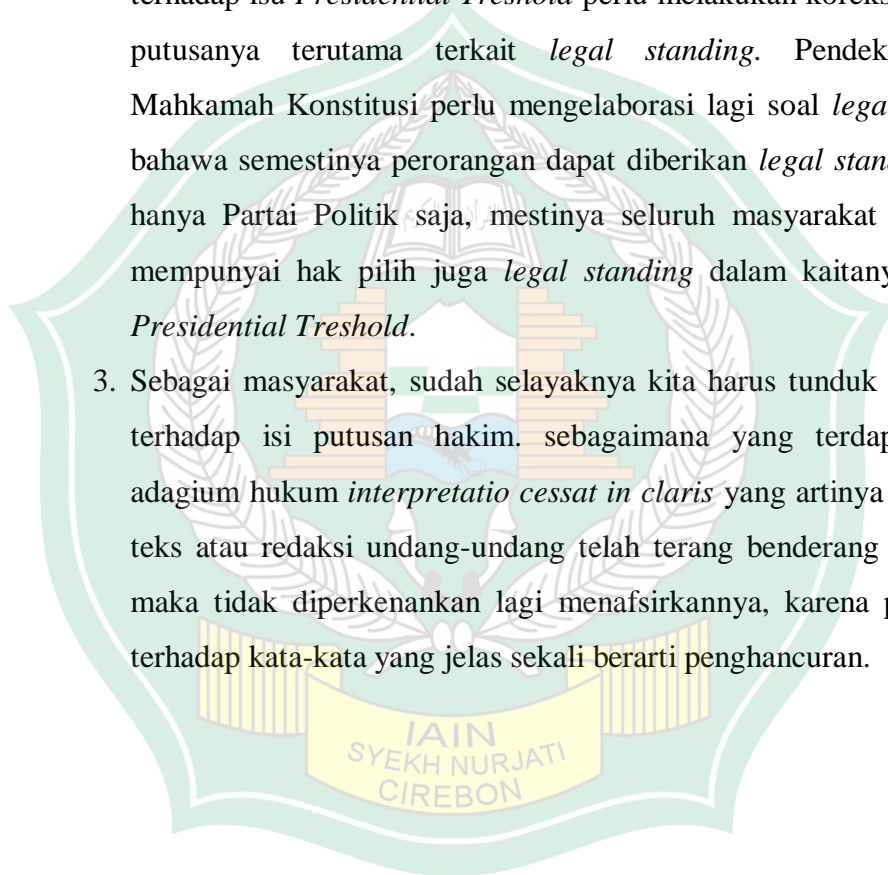 terhadap isu Presidential Treshold perlu melakukan koreks
putusanya terutama terkait legal standing. Pendek
Mahkamah Konstitusi perlu mengelaborasi lagi soal lega
bahawa semestinya perorangan dapat diberikan legal stan
hanya Partai Politik saja, mestinya seluruh masyarakat
mempunyai hak pilih juga legal standing dalam kaitany
Presidential Treshold.
3. Sebagai masyarakat, sudah selayaknya kita harus tunduk
terhadap isi putusan hakim. sebagaimana yang terdap
adagium hukum interpretatio cessat in claris yang artinya
teks atau redaksi undang-undang telah terang benderang
maka tidak diperkenankan lagi menafsirkannya, karena p
terhadap kata-kata yang jelas sekali berarti penghancuran.
IAIN
SYEKH NURJATI
CIREBON